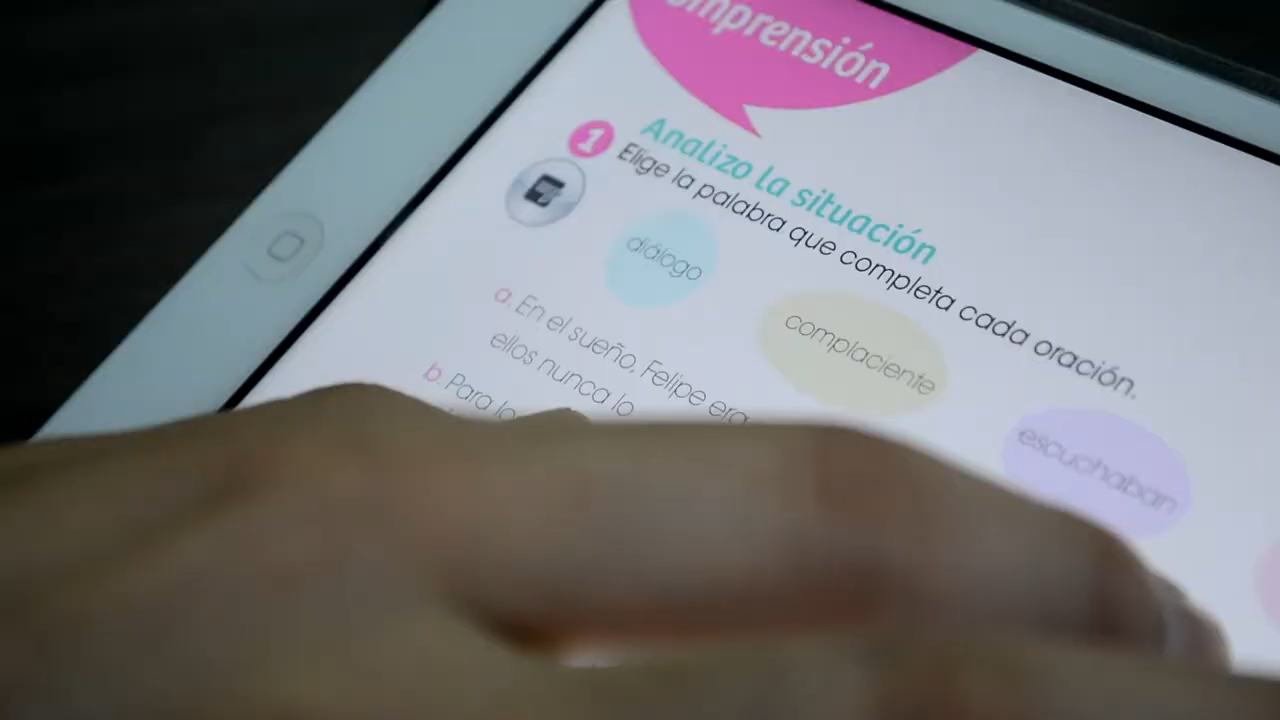 omprensión
1
Analizo la situación
Elige la palabra que completa cada oración.
diálogo
complaciente
escuchaban
a. En el sueño, Felipe era
ellos nunca lo
b. Para lo